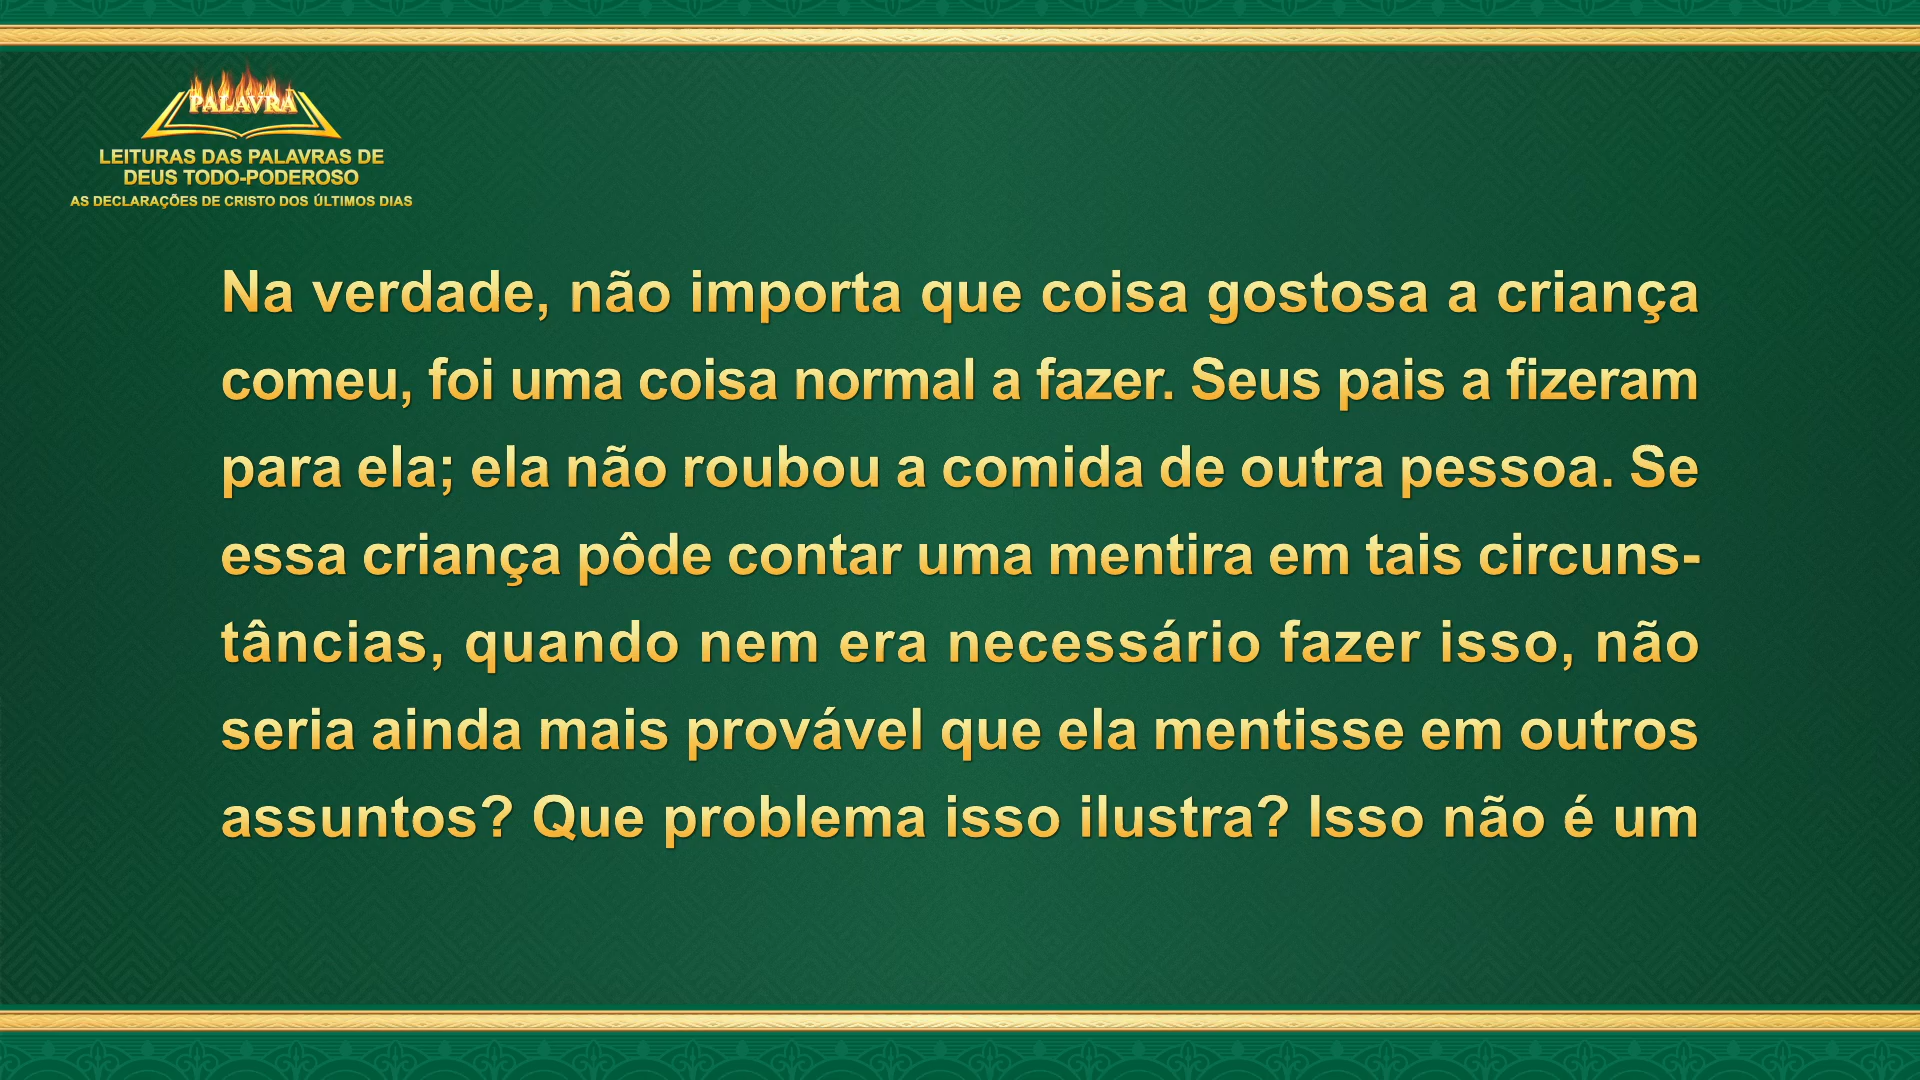 PALAVRA
LEITURAS DAS PALAVRAS DE
DEUS TODO-PODEROSO
AS DECLARAÇÕES DE CRISTO DOS ÚLTIMOS DIAS
Na verdade, não importa que coisa gostosa a criança
comeu, foi uma coisa normal a fazer. Seus pais a fizeram
para ela; ela não roubou a comida de outra pessoa. Se
essa criança pôde contar uma mentira em tais circuns-
tâncias, quando nem era necessário fazer isso, não
seria ainda mais provável que ela mentisse em outros
assuntos? Que problema isso ilustra? Isso não é um